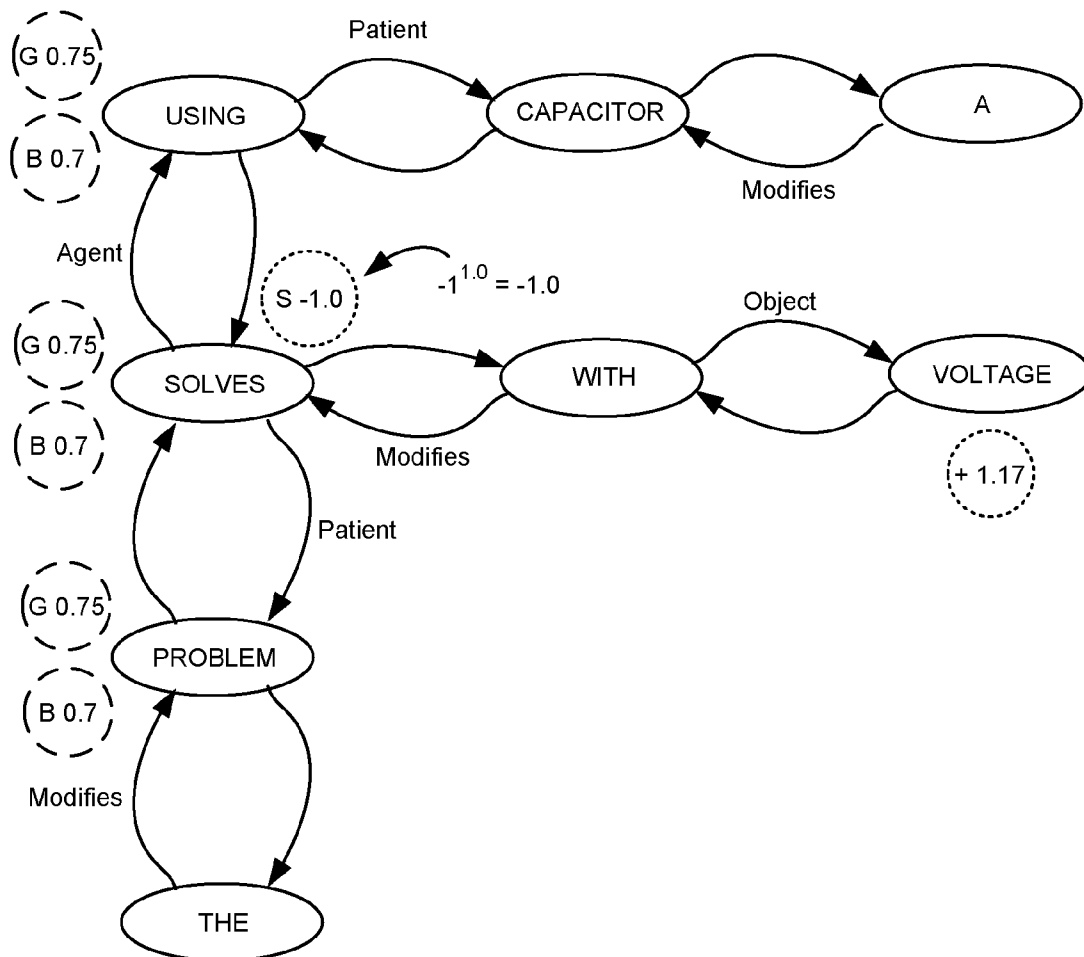 G 0.75
Patient
USING
CAPACITOR
A
B 0.7
Modifies
Agent
S -1.0
-1^1.0 = -1.0
Object
G 0.75
SOLVES
WITH
VOLTAGE
B 0.7
Modifies
+ 1.17
Patient
G 0.75
PROBLEM
B 0.7
Modifies
THE